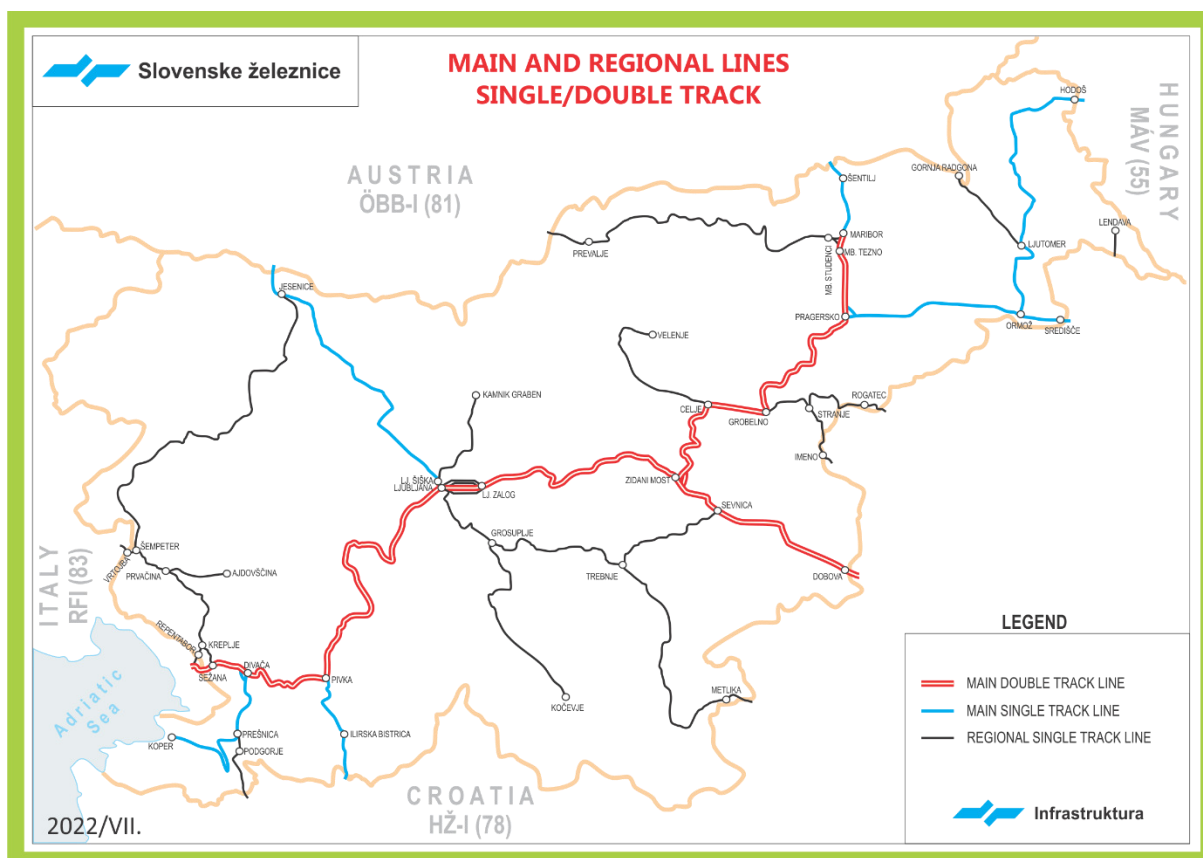 Slovenske železnice
MAIN AND REGIONAL LINES
SINGLE/DOUBLE TRACK
HUNGARY
MÁV (55)
AUSTRIA
ÖBB-I (81)
HODOŠ
GORNJA RADGONA
ŠENTILJ
LENDAVA
MARIBOR
LJUTOMER
MB. TEZNO
MB. STUDENCI
PREVALJE
JESENICE
PRAGERSKO
ORMOŽ
SREDIŠČE
VELENJE
KAMNIK GRABEN
ROGATEC
CELJE
STRANJE
GROBELNO
IMENO
LJ. ŠIŠKA
LJUBLJANA
LJ. ZALOG
ZIDANI MOST
SEVNICA
GROSUPLJE
ŠEMPETER
VRTOJBA
PRVAČINA
AJDOVŠČINA
TREBNJE
DOBOVA
ITALY
RFI (83)
REPENTABOR
KREPLJE
SEŽANA
DIVAČA
PIVKA
KOČEVJE
METLIKA
Adriatic
Sea
KOPER
PREŠNICA
PODGORJE
ILIRSKA BISTRICA
CROATIA
HŽ-I (78)
LEGEND
MAIN DOUBLE TRACK LINE
MAIN SINGLE TRACK LINE
REGIONAL SINGLE TRACK LINE
Infrastruktura
2022/VII.